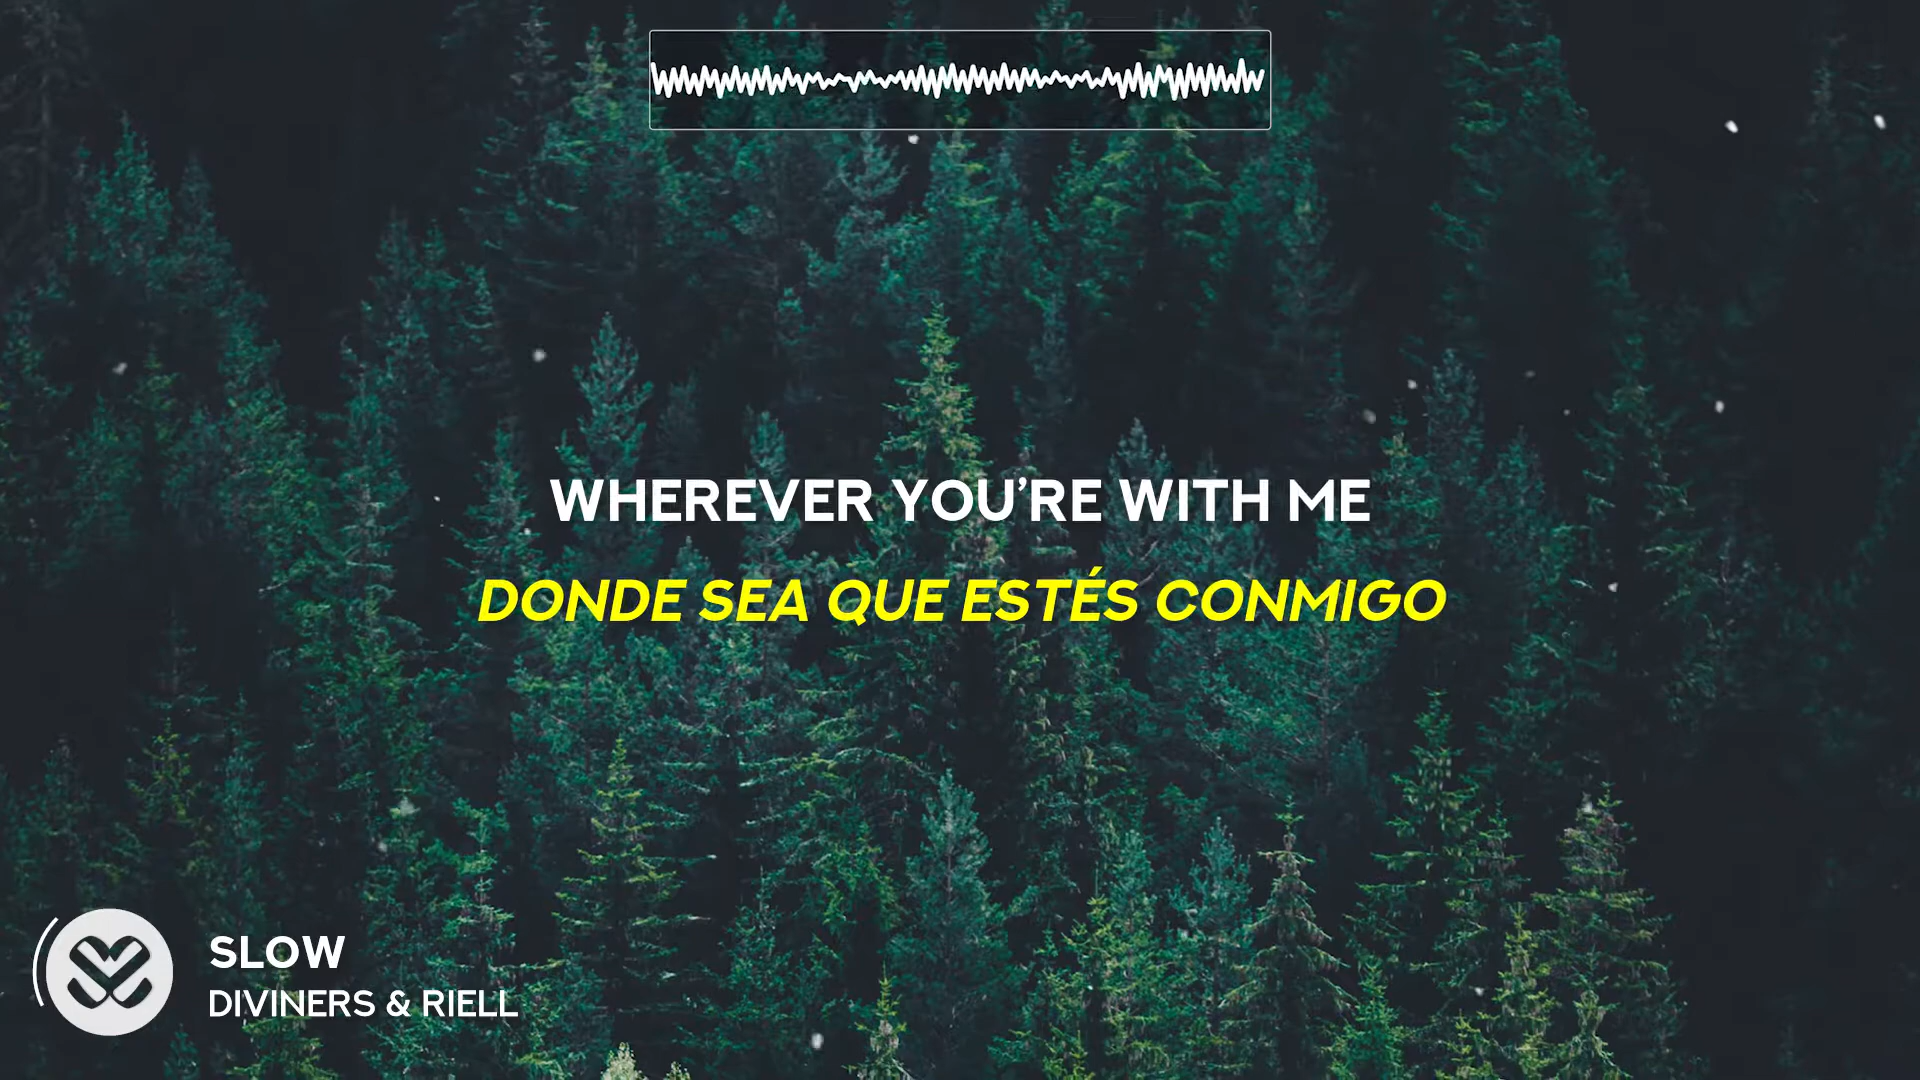 WHEREVER YOU’RE WITH ME
DONDE SEA QUE ESTÉS CONMIGO
SLOW
DIVINERS & RIELL